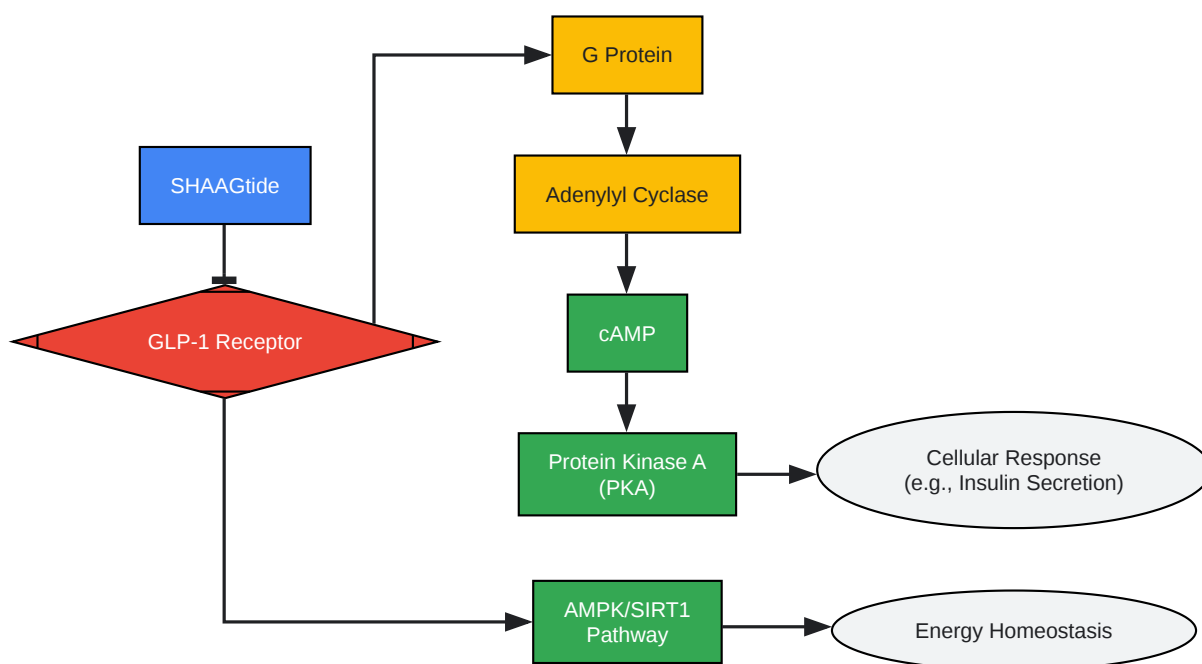 G Protein
SHAAGtide
Adenylyl Cyclase
cAMP
GLP-1 Receptor
Protein Kinase A
(PKA)
Cellular Response
(e.g., Insulin Secretion)
AMPK/SIRT1
Pathway
Energy Homeostasis